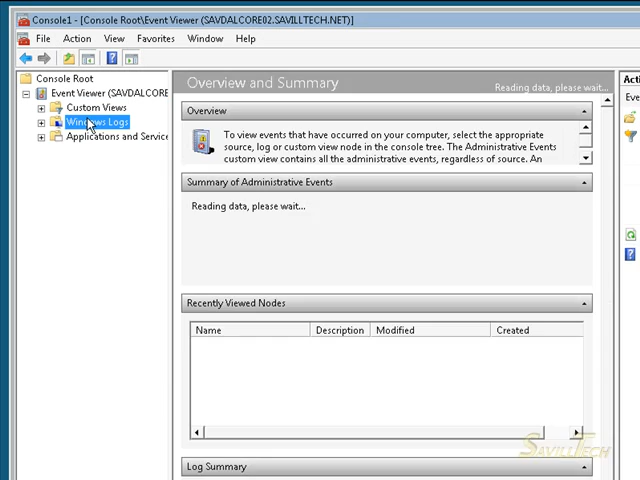 Console1 - [Console Root\Event Viewer (SAVDALCORE02.SAVILLTECH.NET)]
File Action View Favorites Window Help
Console Root
Event Viewer (SAVDALCORE
Custom Views
Windows Logs
Applications and Service
Overview and Summary
Reading data, please wait...
Overview
To view events that have occurred on your computer, select the appropriate
source, log or custom view node in the console tree. The Administrative Events
custom view contains all the administrative events, regardless of source. An
Summary of Administrative Events
Reading data, please wait...
Recently Viewed Nodes
Name Description Modified Created
Log Summary
Acti
Eve
SAVILLTECH